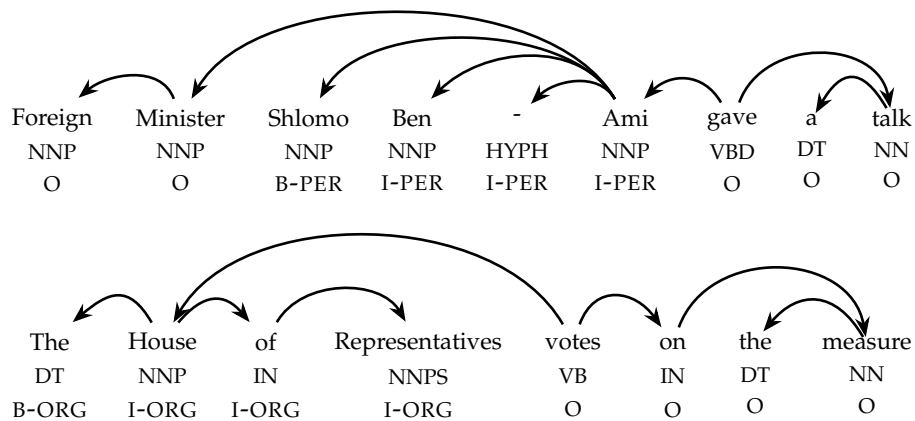 Foreign Minister Shlomo Ben - Ami gave a talk
NNP NNP NNP NNP HYPH NNP VBD DT NN
O O B-PER I-PER I-PER I-PER O O O
The House of Representatives votes on the measure
DT NNP IN NNPS VB IN DT NN
B-ORG I-ORG I-ORG I-ORG O O O O